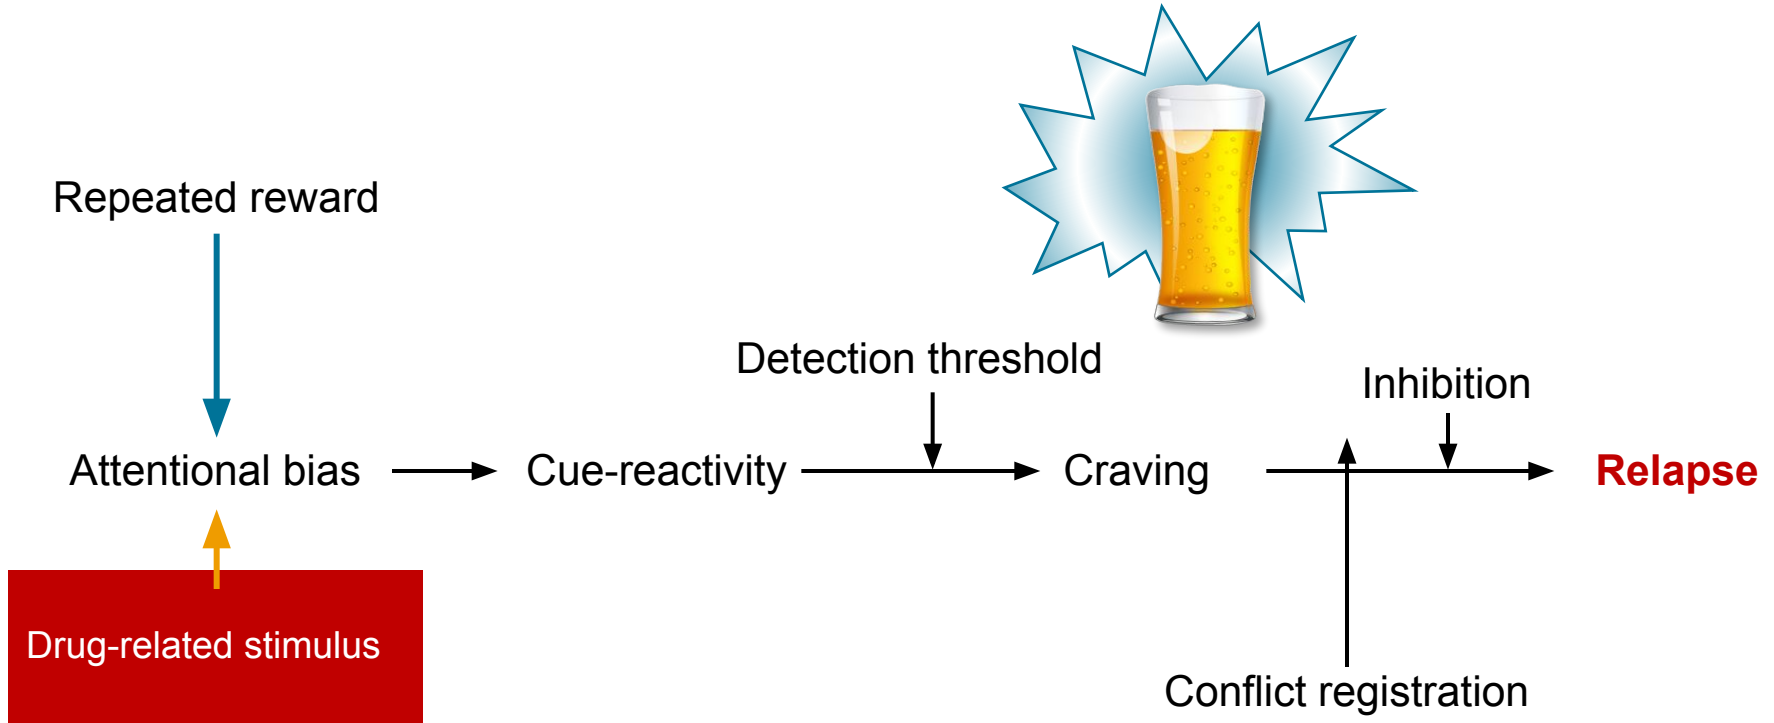 Repeated reward
Detection threshold
Inhibition
Attentional bias
Cue-reactivity
Craving
Relapse
Drug-related stimulus
Conflict registration